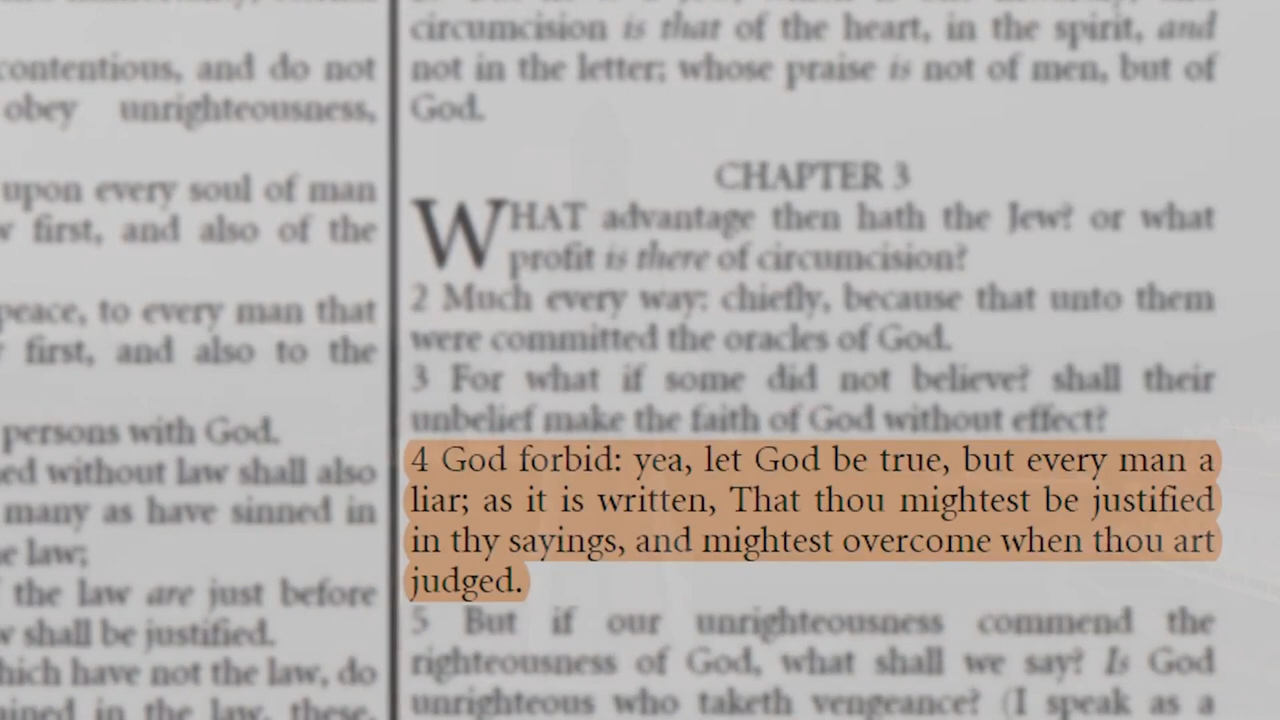 contentious, and do not
obey unrighteousness,
upon every soul of man
first, and also of the
peace, to every man that
first, and also to the
persons with God.
ed without law shall also
many as have sinned in
law;
the law are just before
shall be justified.
hich have not the law, do
ained in the law, these,
circumcision is that of the heart, in the spirit, and
not in the letter; whose praise is not of men, but of
God.
CHAPTER 3
WHAT advantage then hath the Jew? or what
profit is there of circumcision?
2 Much every way: chiefly, because that unto them
were committed the oracles of God.
3 For what if some did not believe? shall their
unbelief make the faith of God without effect?
4 God forbid: yea, let God be true, but every man a
liar; as it is written, That thou mightest be justified
in thy sayings, and mightest overcome when thou art
judged.
5 But if our unrighteousness commend the
righteousness of God, what shall we say? Is God
unrighteous who taketh vengeance? (I speak as a